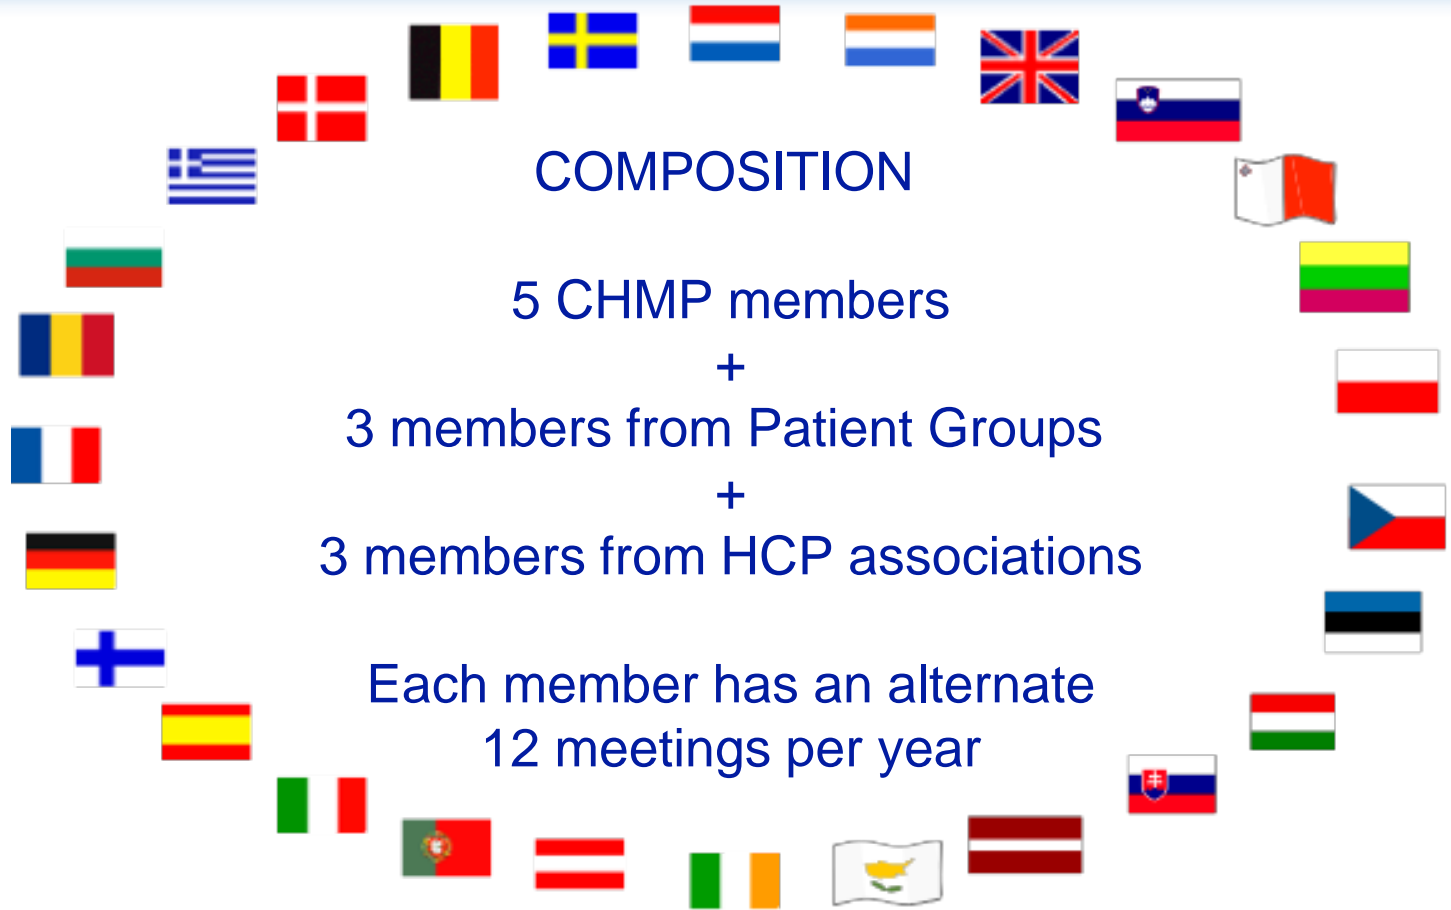 COMPOSITION
5 CHMP members
+
3 members from Patient Groups
+
3 members from HCP associations
Each member has an alternate
12 meetings per year